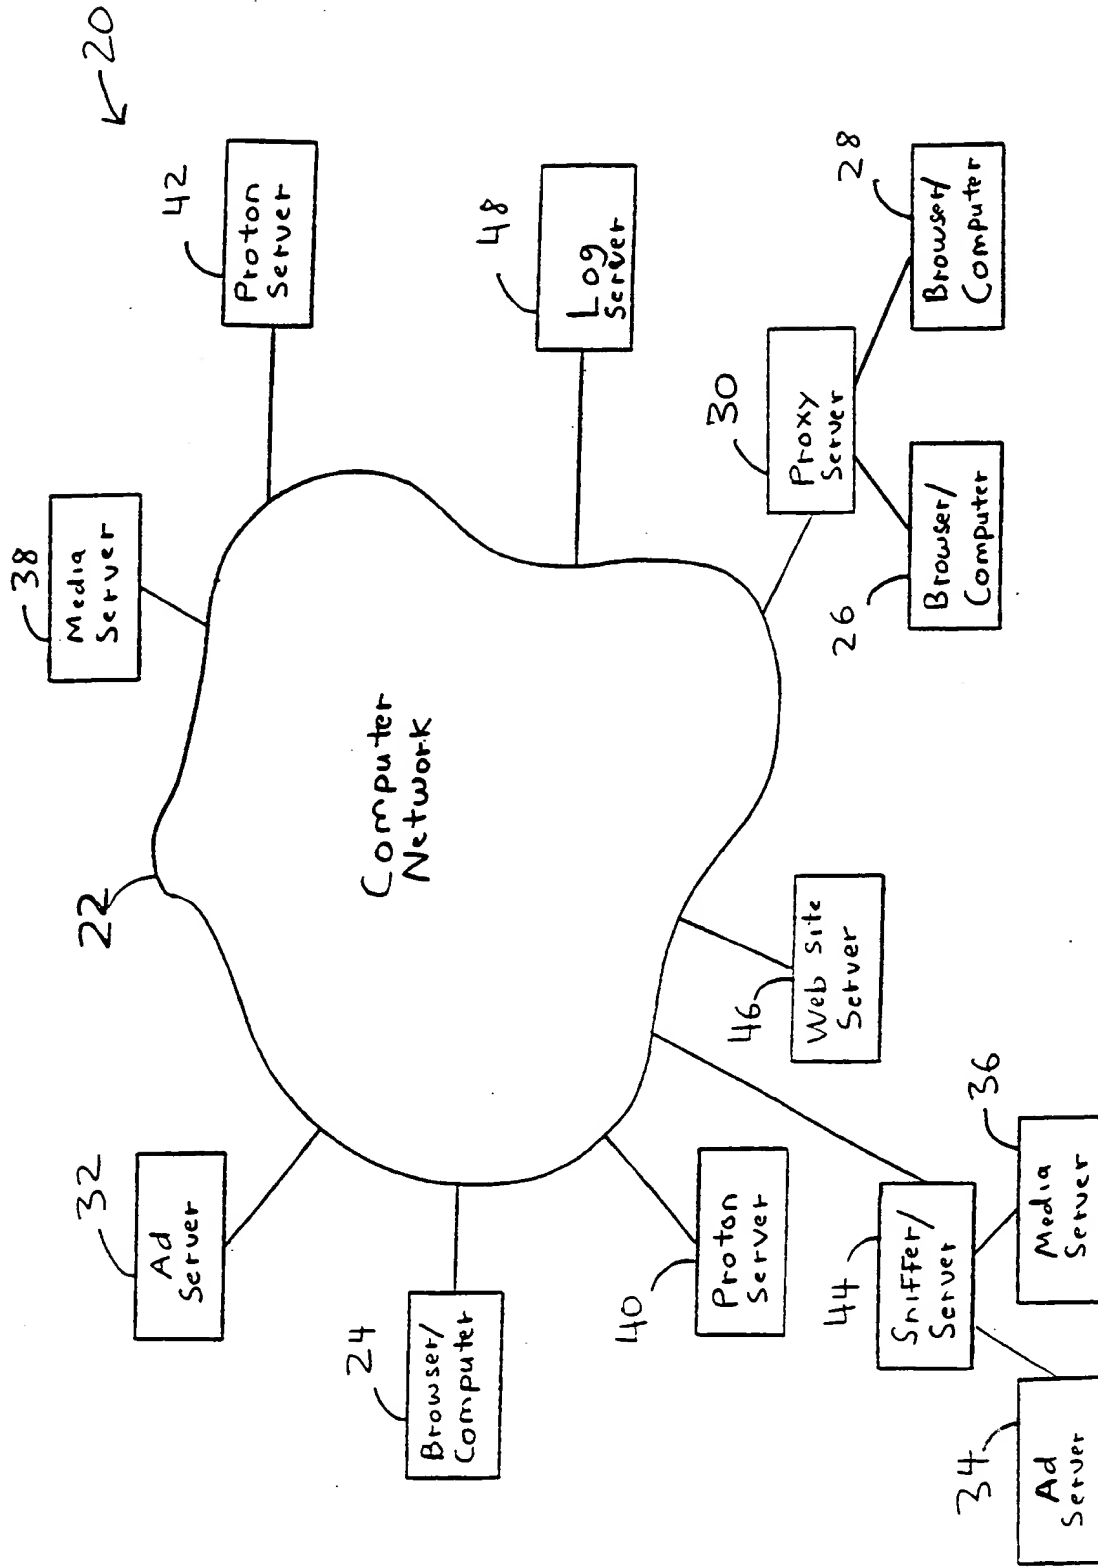 20
38
Media
Server
32
22
Ad
Server
42
Proton
Server
24
Browser/
Computer
Computer
Network
48
Log
Server
40
Proton
Server
30
Proxy
Server
46
Web site
Server
44
Sniffer/
Server
26
Browser/
Computer
28
Browser/
Computer
34
Ad
Server
36
Media
Server